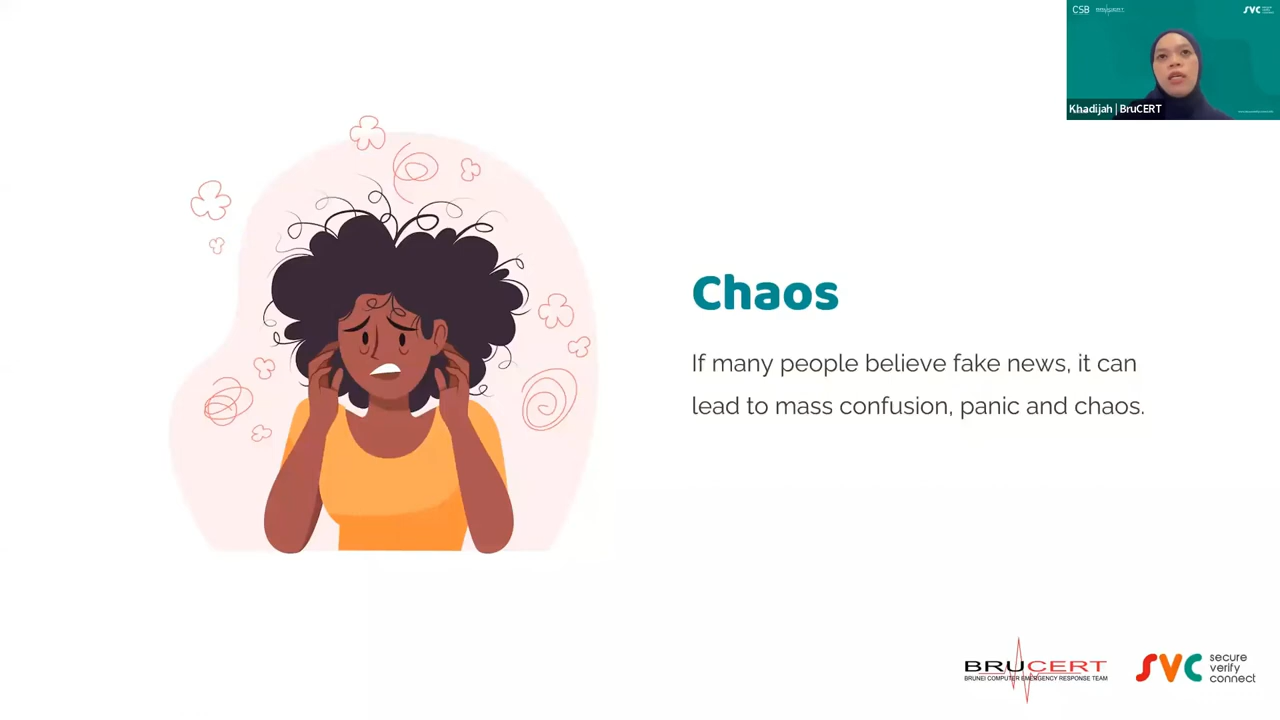 CSB
SVC
Khadijah | BruCERT
Chaos
If many people believe fake news, it can
lead to mass confusion, panic and chaos.
BRUCERT
BRUNEI COMPUTER EMERGENCY RESPONSE TEAM
SVC
secure
verify
connect